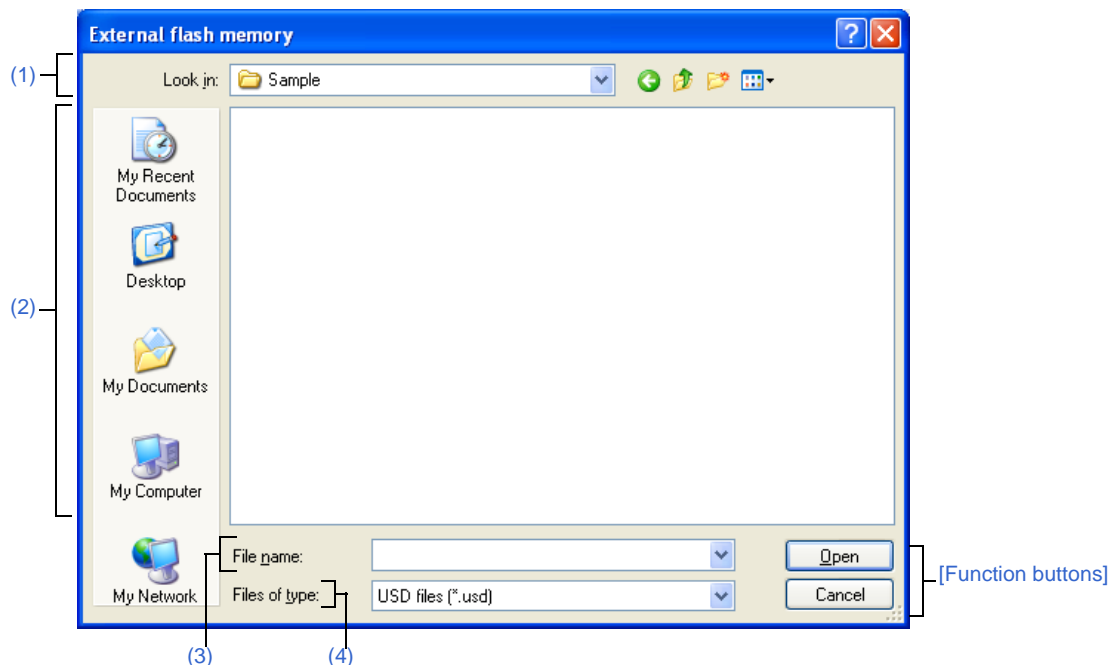 External flash memory
(1)
Look in:
Sample
(2)
My Recent
Documents
Desktop
My Documents
My Computer
My Network
(3)
File name:
Open
[Function buttons]
Files of type:
USD files (*.usd)
Cancel
(4)